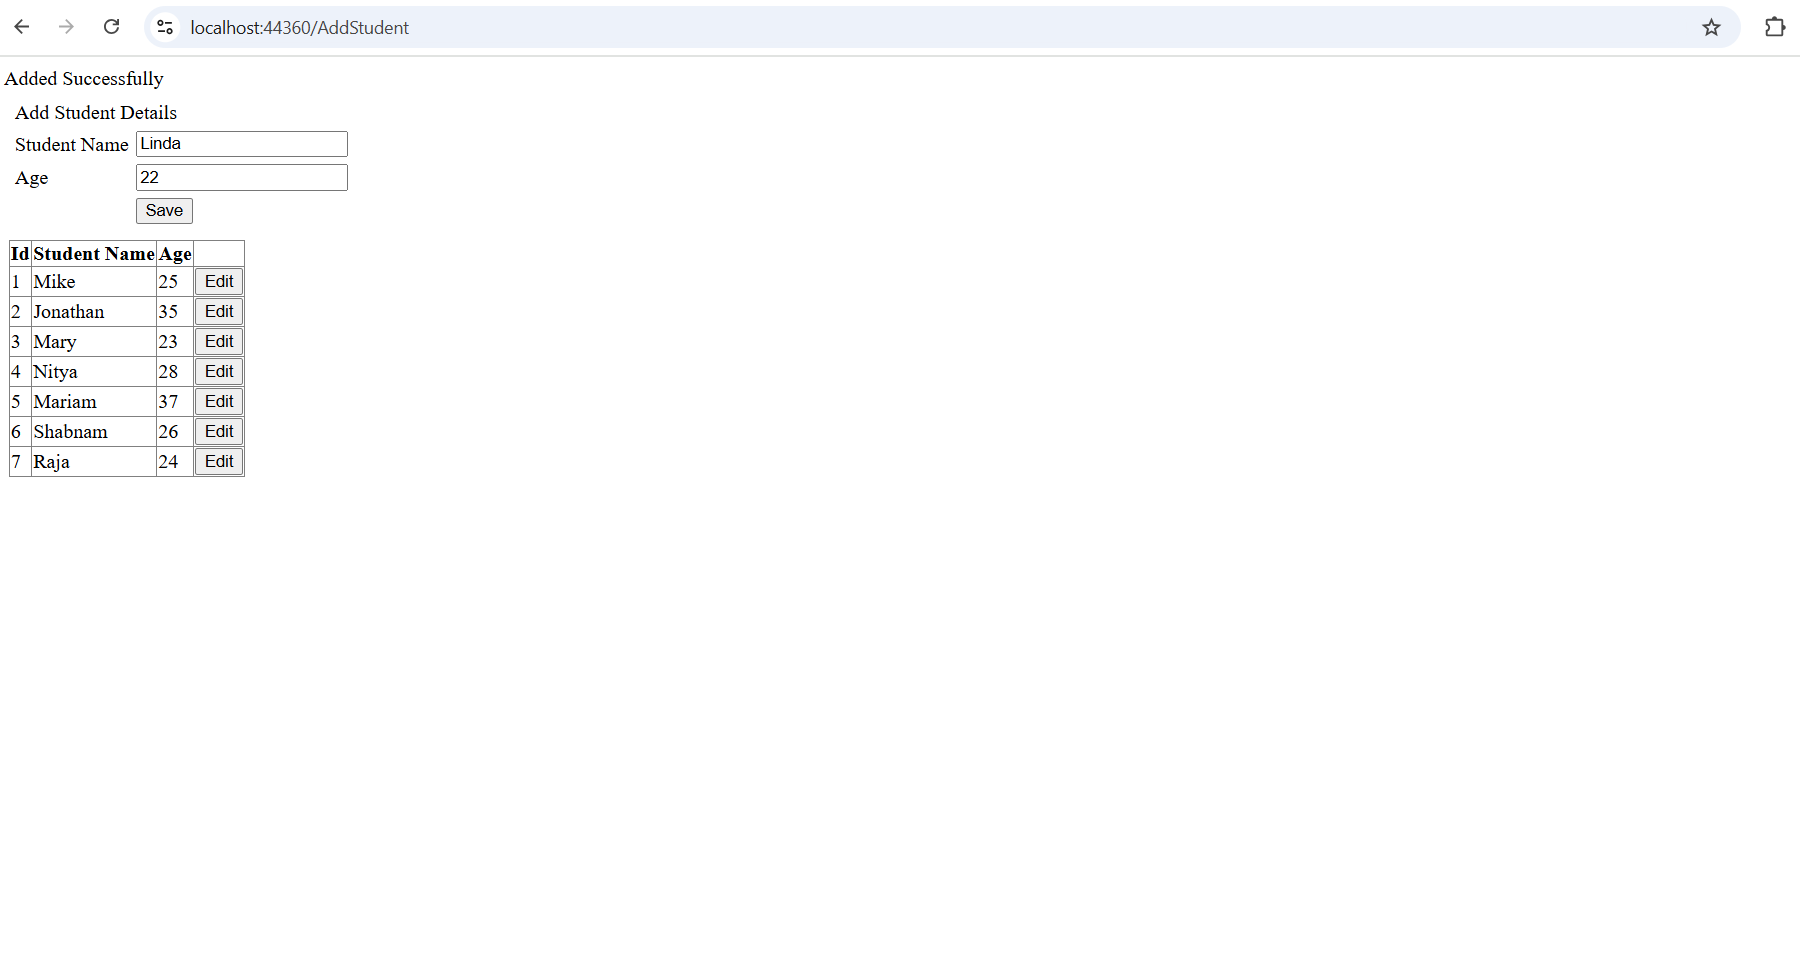 localhost:44360/AddStudent
Added Successfully
Add Student Details
Student Name Linda
Age 22
Save
Id Student Name Age
1 Mike 25 Edit
2 Jonathan 35 Edit
3 Mary 23 Edit
4 Nitya 28 Edit
5 Mariam 37 Edit
6 Shabnam 26 Edit
7 Raja 24 Edit